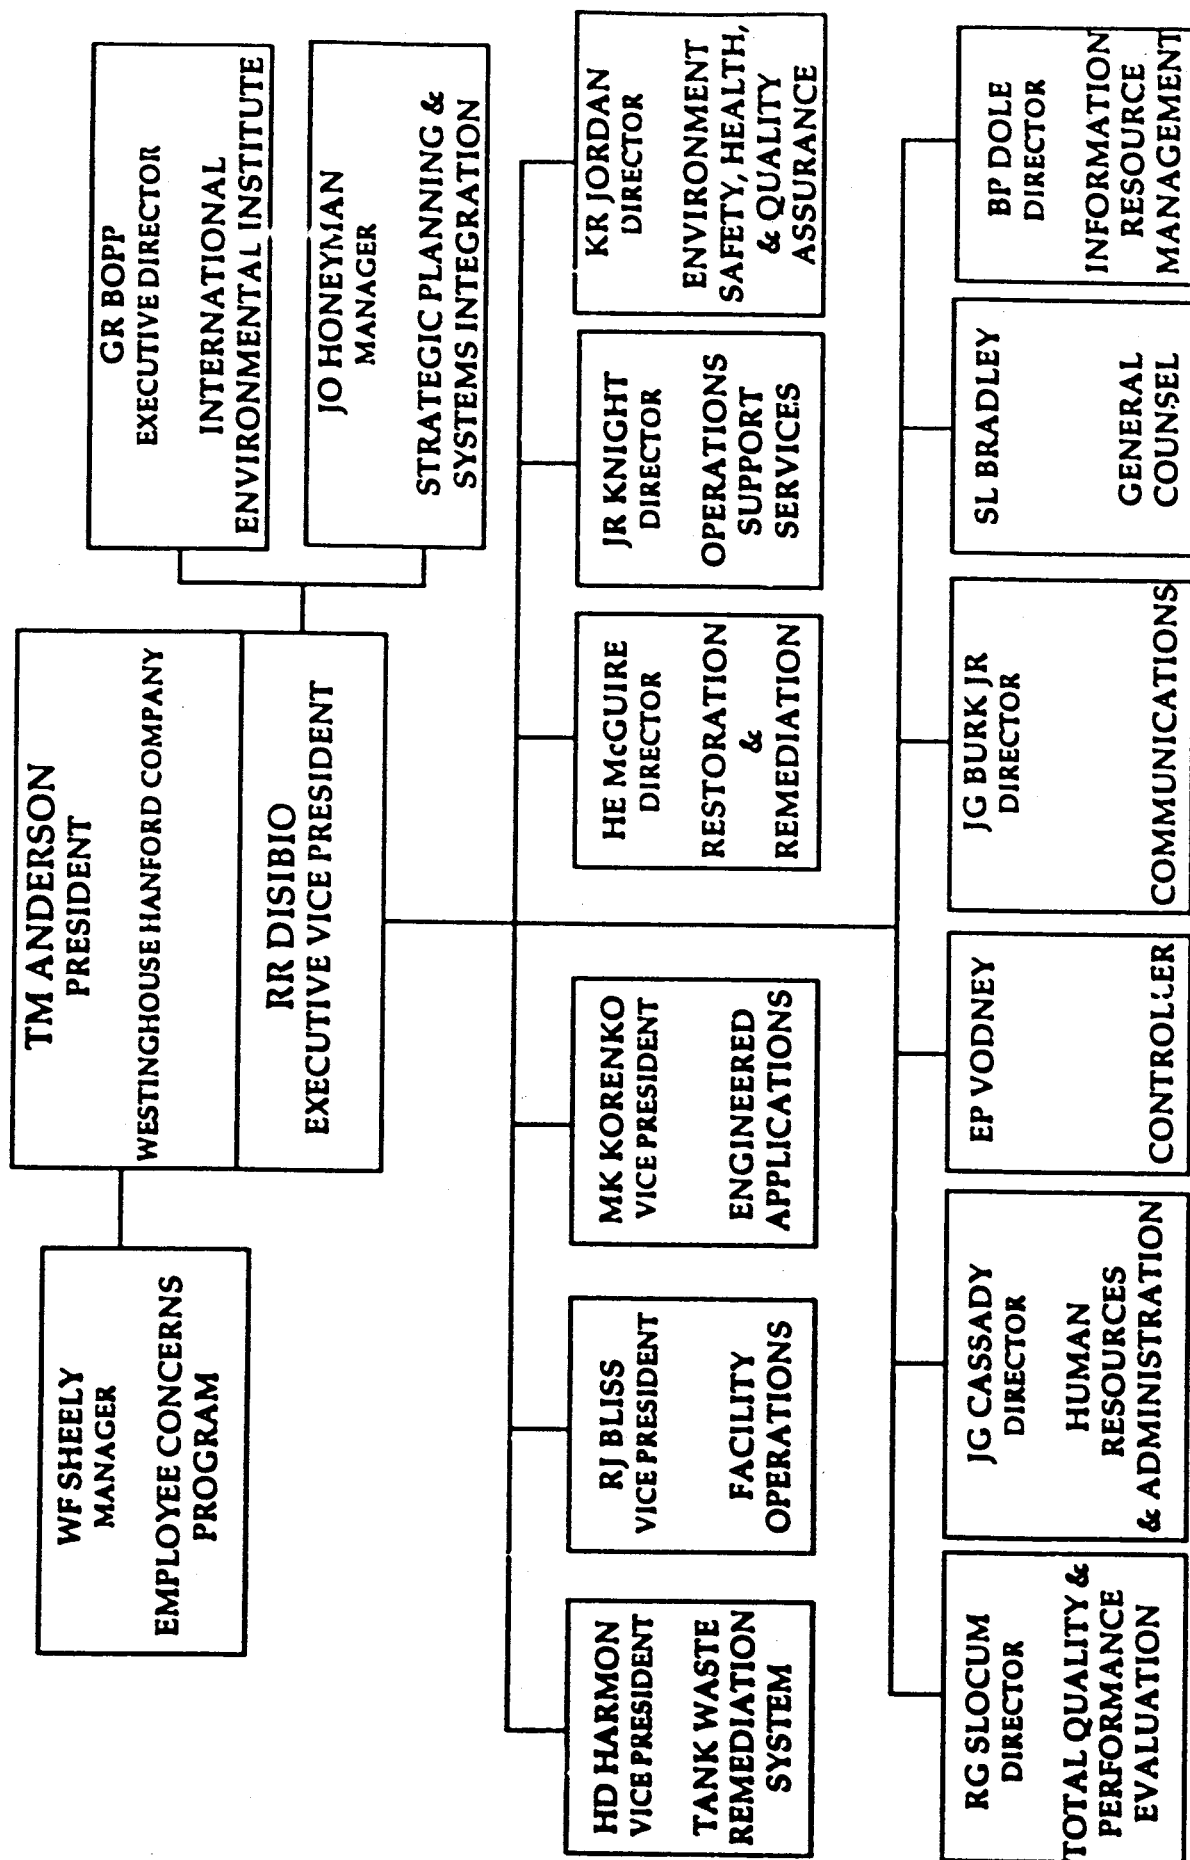 TM ANDERSON
PRESIDENT
WESTINGHOUSE HANFORD COMPANY
RR DISIBIO
EXECUTIVE VICE PRESIDENT
WF SHEELY
MANAGER
EMPLOYEE CONCERNS
PROGRAM
GR BOPP
EXECUTIVE DIRECTOR
INTERNATIONAL
ENVIRONMENTAL INSTITUTE
JO HONEYMAN
MANAGER
STRATEGIC PLANNING &
SYSTEMS INTEGRATION
HD HARMON
VICE PRESIDENT
TANK WASTE
REMEDIATION
SYSTEM
RJ BLISS
VICE PRESIDENT
FACILITY
OPERATIONS
MK KORENKO
VICE PRESIDENT
ENGINEERED
APPLICATIONS
HE McGUIRE
DIRECTOR
RESTORATION
&
REMEDIATION
JR KNIGHT
DIRECTOR
OPERATIONS
SUPPORT
SERVICES
KR JORDAN
DIRECTOR
ENVIRONMENT
SAFETY, HEALTH,
& QUALITY
ASSURANCE
RG SLOCUM
DIRECTOR
TOTAL QUALITY &
PERFORMANCE
EVALUATION
JG CASSADY
DIRECTOR
HUMAN
RESOURCES
& ADMINISTRATION
EP VODNEY
CONTROLLER
JG BURK JR
DIRECTOR
COMMUNICATIONS
SL BRADLEY
GENERAL
COUNSEL
BP DOLE
DIRECTOR
INFORMATION
RESOURCE
MANAGEMENT